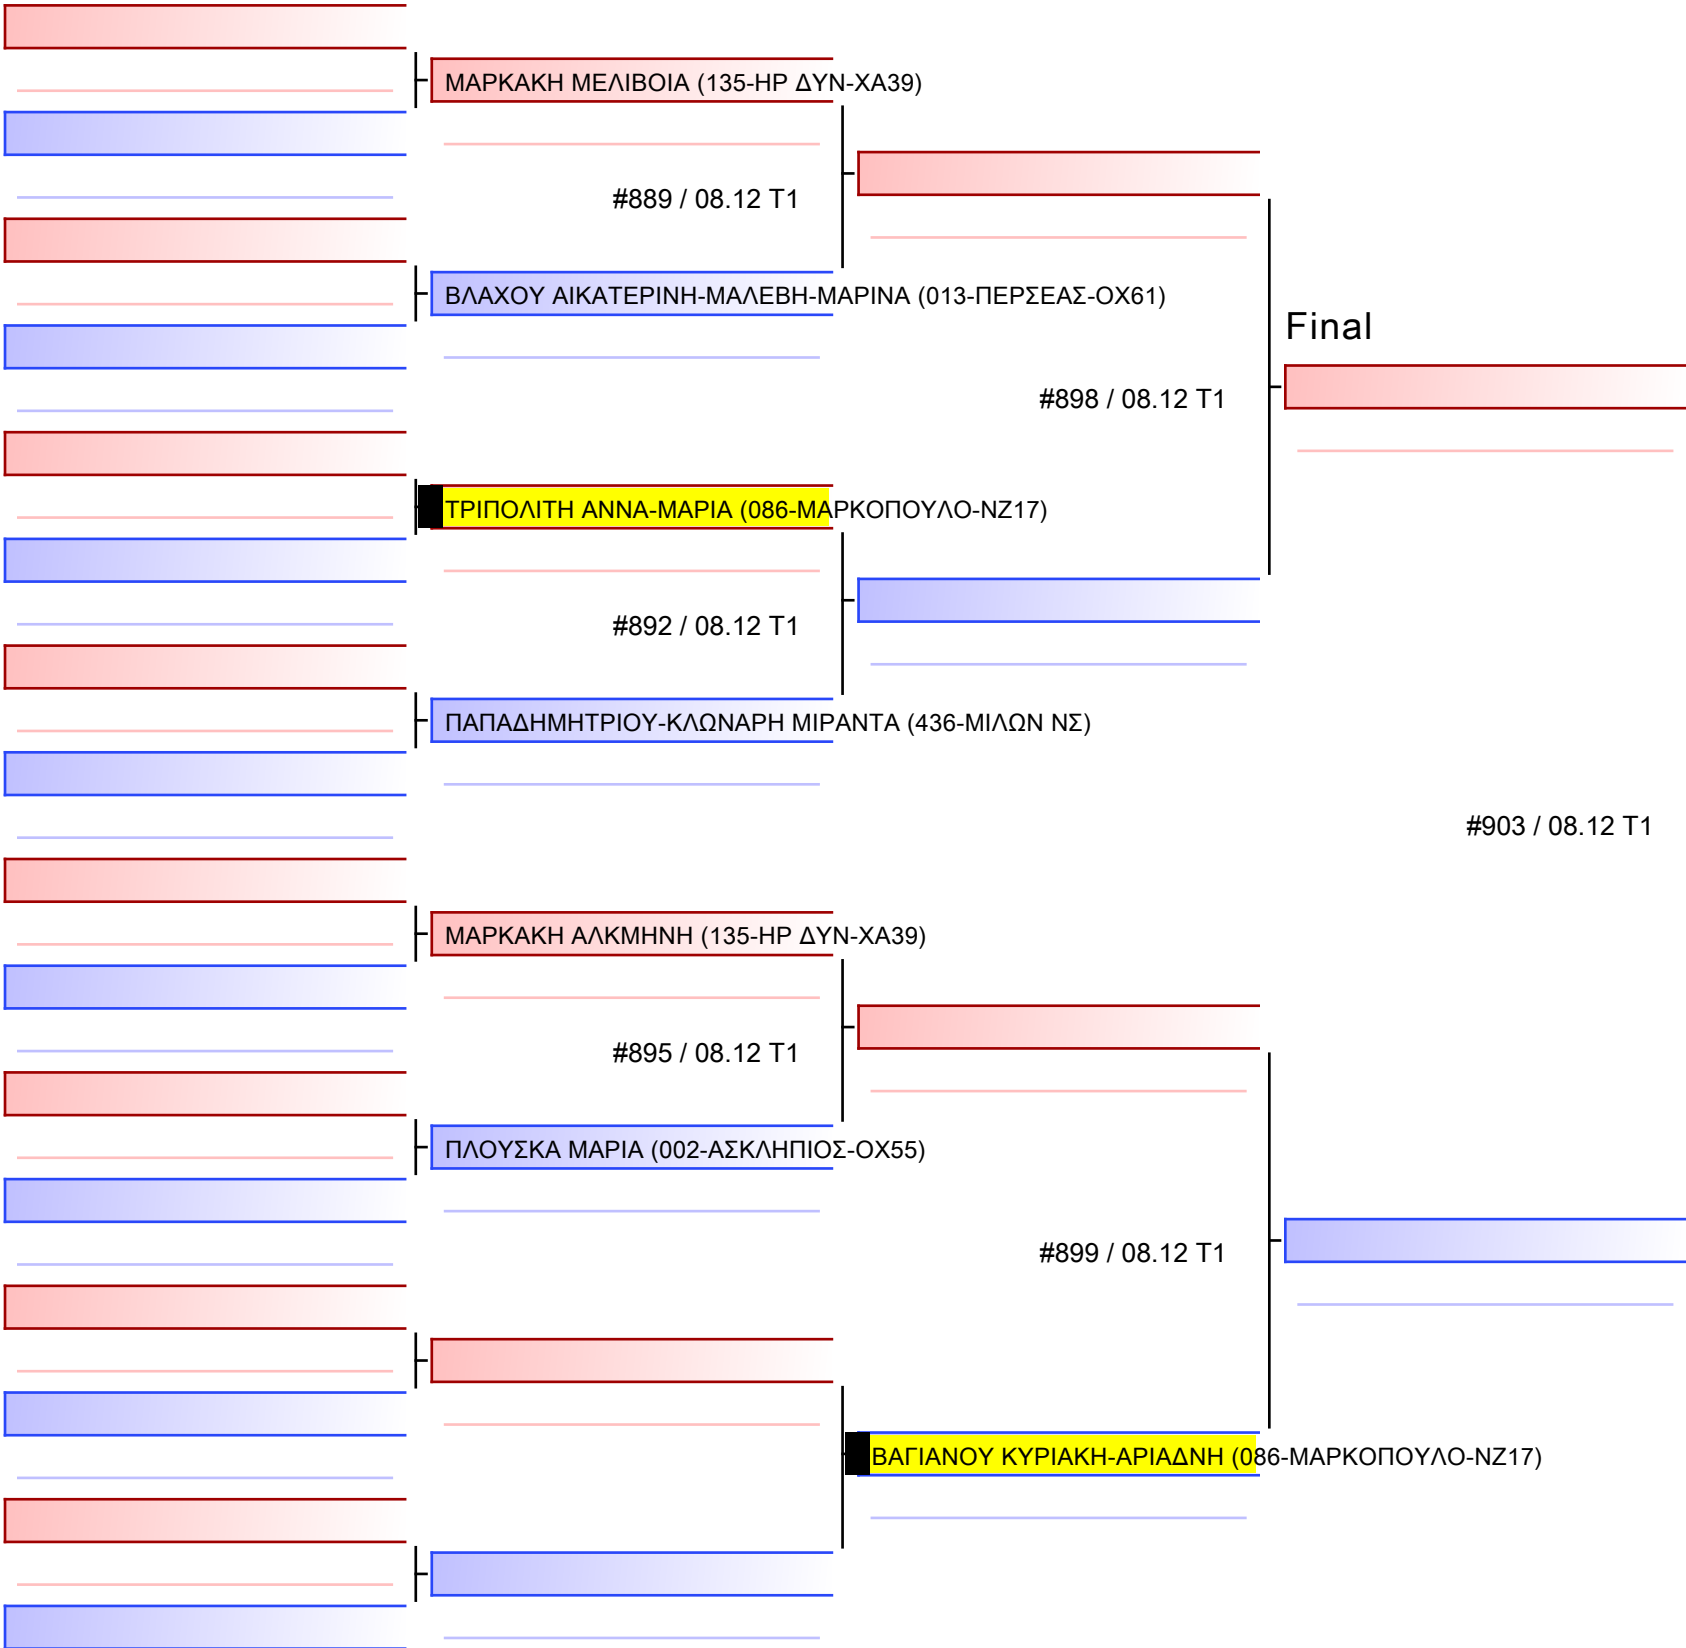 ΜΑΡΚΑΚΗ ΜΕΛΙΒΟΙΑ (135-ΗΡ ΔΥΝ-ΧΑ39)
#889 / 08.12 T1
ΒΛΑΧΟΥ ΑΙΚΑΤΕΡΙΝΗ-ΜΑΛΕΒΗ-ΜΑΡΙΝΑ (013-ΠΕΡΣΕΑΣ-ΟΧ61)
Final
#898 / 08.12 T1
ΤΡΙΠΟΛΙΤΗ ΑΝΝΑ-ΜΑΡΙΑ (086-ΜΑΡΚΟΠΟΥΛΟ-ΝΖ17)
#892 / 08.12 T1
ΠΑΠΑΔΗΜΗΤΡΙΟΥ-ΚΛΩΝΑΡΗ ΜΙΡΑΝΤΑ (436-ΜΙΛΩΝ ΝΣ)
#903 / 08.12 T1
ΜΑΡΚΑΚΗ ΑΛΚΜΗΝΗ (135-ΗΡ ΔΥΝ-ΧΑ39)
#895 / 08.12 T1
ΠΛΟΥΣΚΑ ΜΑΡΙΑ (002-ΑΣΚΛΗΠΙΟΣ-ΟΧ55)
#899 / 08.12 T1
ΒΑΓΙΑΝΟΥ ΚΥΡΙΑΚΗ-ΑΡΙΑΔΝΗ (086-ΜΑΡΚΟΠΟΥΛΟ-ΝΖ17)